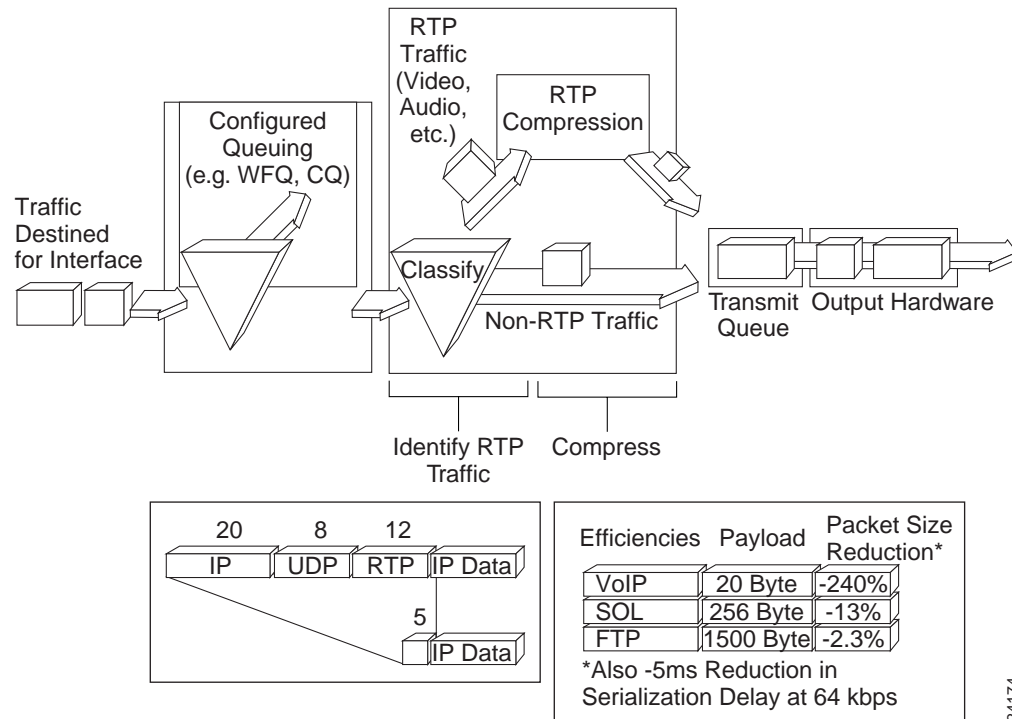 RTP
Traffic
(Video,
Audio,
etc.)
RTP
Compression
Configured
Queuing
(e.g. WFQ, CQ)
Traffic
Destined
for Interface
Classify
Non-RTP Traffic
Transmit
Queue
Output Hardware
Identify RTP
Traffic
Compress
20 8 12
IP UDP RTP IP Data
5
IP Data
Efficiencies Payload Packet Size
Reduction*
VoIP 20 Byte -240%
SOL 256 Byte -13%
FTP 1500 Byte -2.3%
*Also -5ms Reduction in
Serialization Delay at 64 kbps